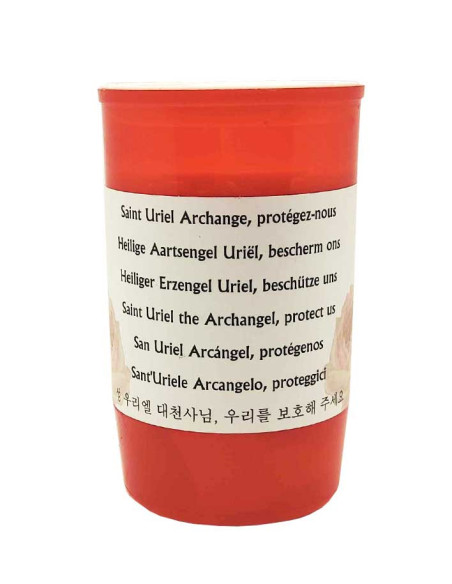 Saint Uriel Archange, protégez-nous
Heilige Aartsengel Uriël, bescherm ons
Heiliger Erzengel Uriel, beschütze uns
Saint Uriel the Archangel, protect us
San Uriel Arcángel, protégenos
Sant'Uriele Arcangelo, proteggici
성 우리엘 대천사님, 우리를 보호해 주세요